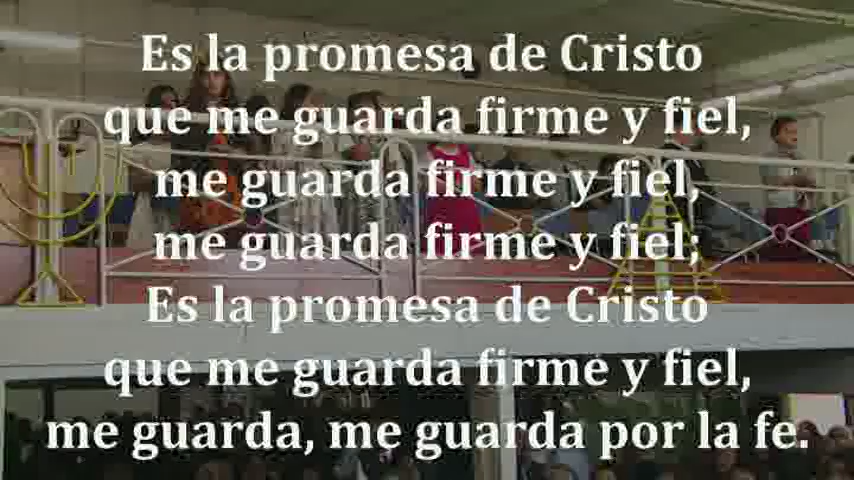 Es la promesa de Cristo
que me guarda firme y fiel,
me guarda firme y fiel,
me guarda firme y fiel;
Es la promesa de Cristo
que me guarda firme y fiel,
me guarda, me guarda por la fe.